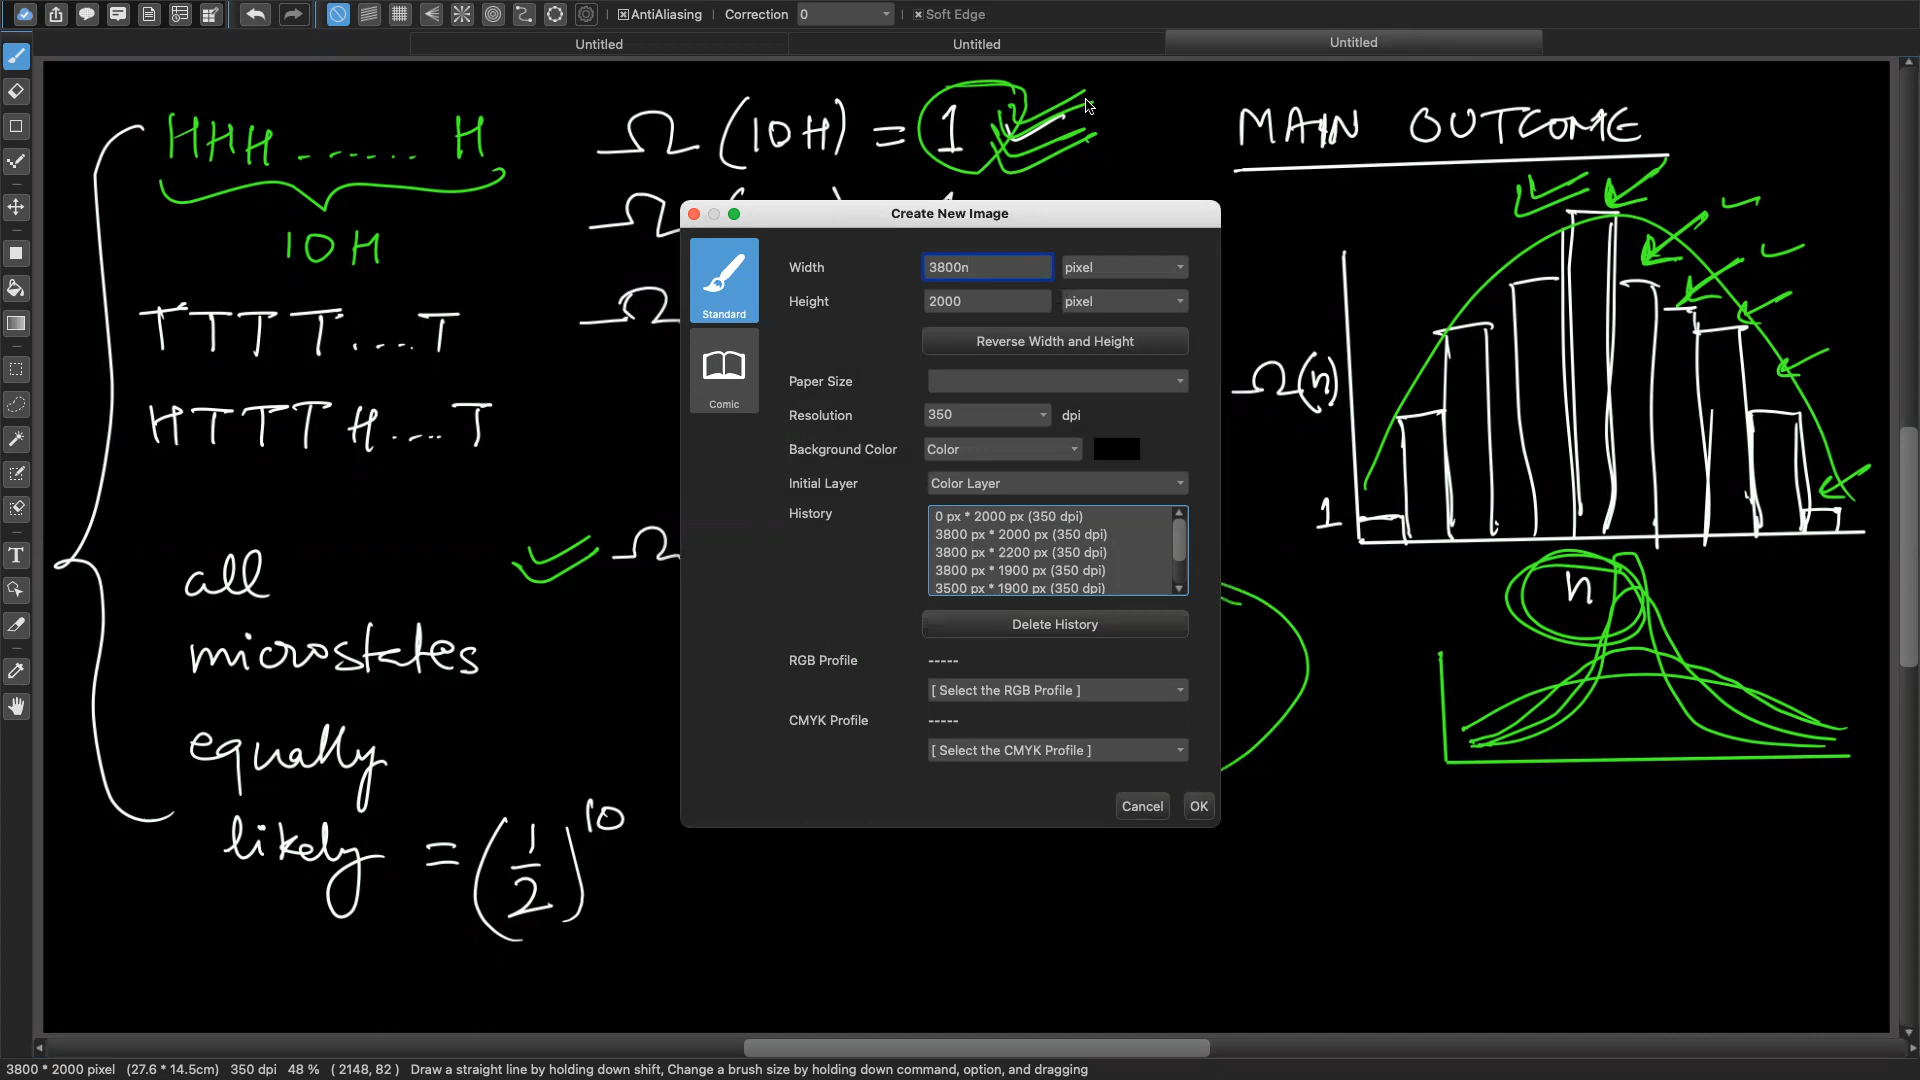 AntiAliasing Correction 0 Soft Edge
Untitled Untitled Untitled
HHH ...... H
10H
TTTT....T
HTTTH....T
all
microstates
equally
likely = (1/2)^10
Ω(10H) = 1
Ω
Ω
Ω
MAIN OUTCOME
Ω(n)
1
n
Create New Image
Standard
Comic
Width 3800n pixel
Height 2000 pixel
Reverse Width and Height
Paper Size
Resolution 350 dpi
Background Color Color
Initial Layer Color Layer
History
0 px * 2000 px (350 dpi)
3800 px * 2000 px (350 dpi)
3800 px * 2200 px (350 dpi)
3800 px * 1900 px (350 dpi)
3500 px * 1900 px (350 dpi)
Delete History
RGB Profile -----
[ Select the RGB Profile ]
CMYK Profile -----
[ Select the CMYK Profile ]
Cancel OK
3800 * 2000 pixel (27.6 * 14.5cm) 350 dpi 48 % ( 2148, 82 ) Draw a straight line by holding down shift, Change a brush size by holding down command, option, and dragging